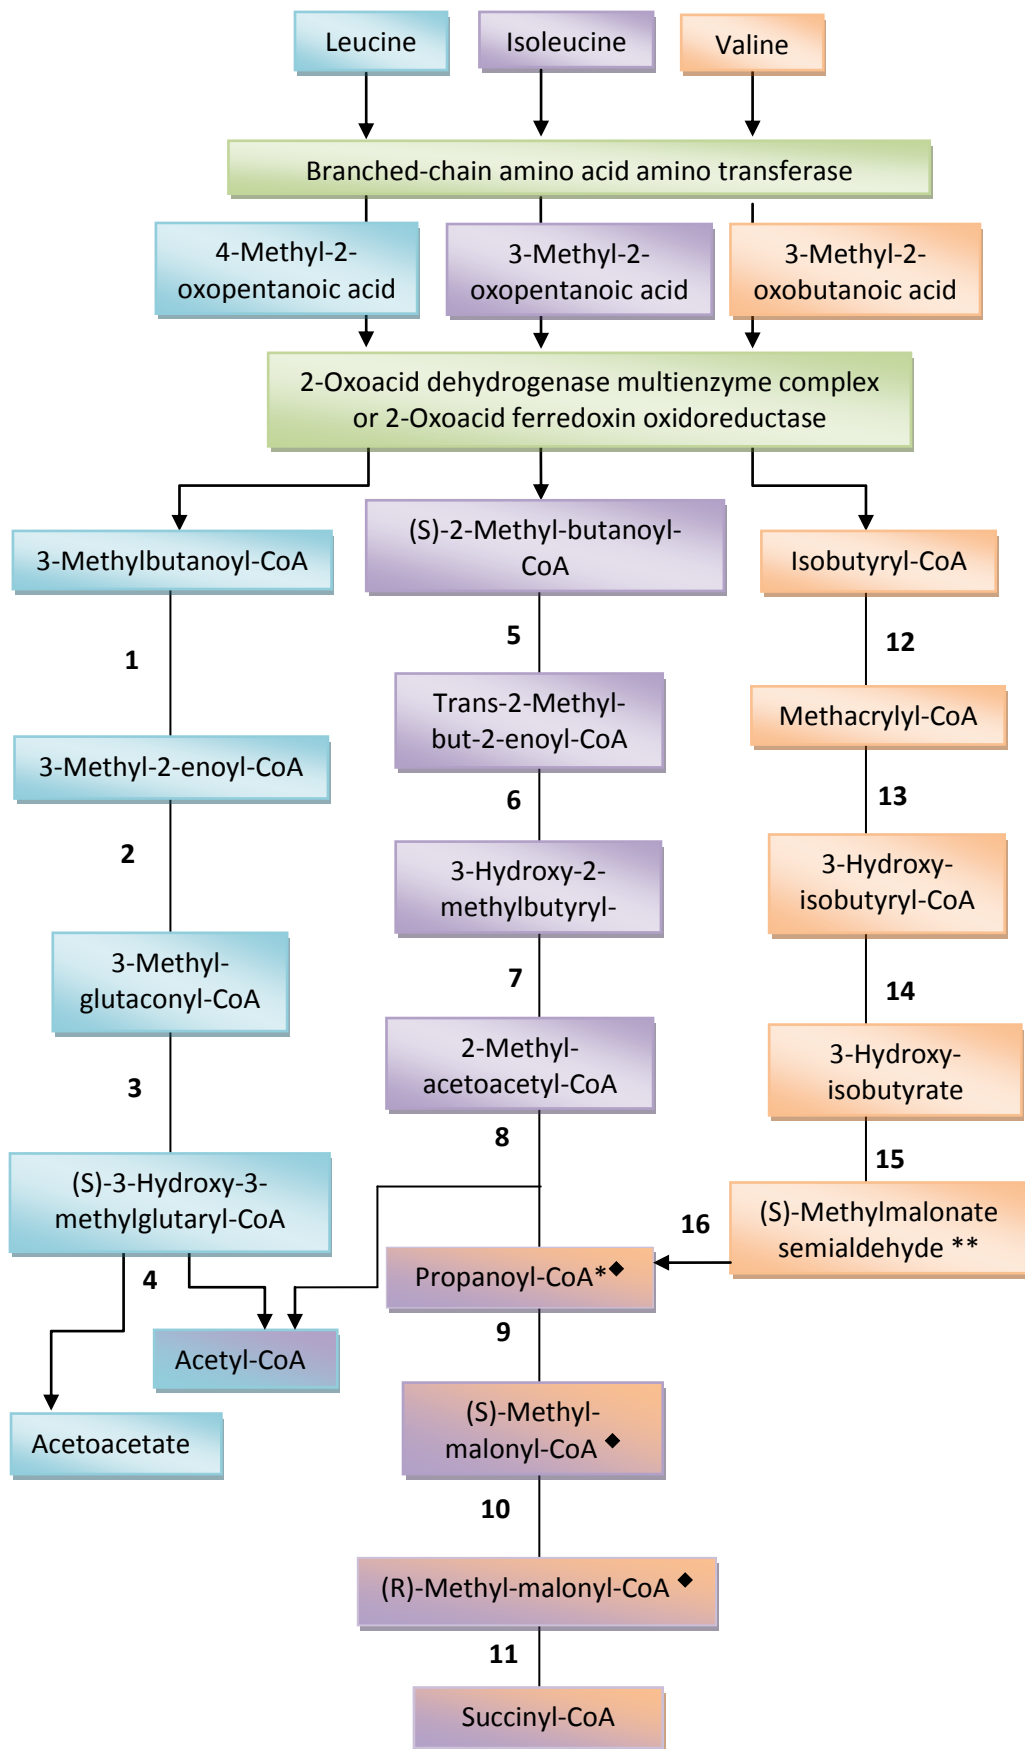 Leucine
Isoleucine
Valine
Branched-chain amino acid amino transferase
4-Methyl-2-
oxopentanoic acid
3-Methyl-2-
oxopentanoic acid
3-Methyl-2-
oxobutanoic acid
2-Oxoacid dehydrogenase multienzyme complex
or 2-Oxoacid ferredoxin oxidoreductase
3-Methylbutanoyl-CoA
(S)-2-Methyl-butanoyl-
CoA
Isobutyryl-CoA
1
5
12
3-Methyl-2-enoyl-CoA
Trans-2-Methyl-
but-2-enoyl-CoA
Methacrylyl-CoA
2
6
13
3-Methyl-
glutaconyl-CoA
3-Hydroxy-2-
methylbutyryl-
3-Hydroxy-
isobutyryl-CoA
3
7
14
2-Methyl-
acetoacetyl-CoA
3-Hydroxy-
isobutyrate
8
15
(S)-3-Hydroxy-3-
methylglutaryl-CoA
(S)-Methylmalonate
semialdehyde **
16
4
Propanoyl-CoA*◆
Acetyl-CoA
9
Acetoacetate
(S)-Methyl-
malonyl-CoA ◆
10
(R)-Methyl-malonyl-CoA ◆
11
Succinyl-CoA